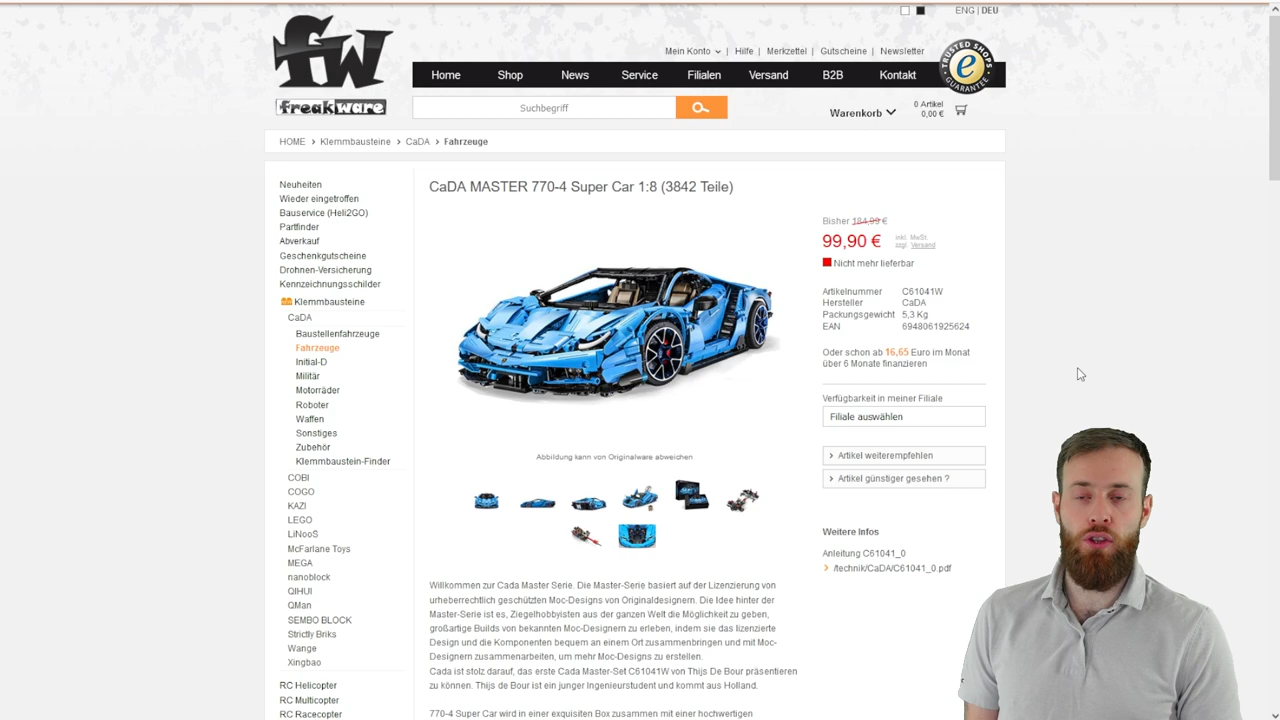 ENG | DEU
fW
freakware
Mein Konto | Hilfe | Merkzettel | Gutscheine | Newsletter
TRUSTED SHOPS
e
GUARANTEE
Home Shop News Service Filialen Versand B2B Kontakt
Suchbegriff
Warenkorb
0 Artikel
0,00 €
HOME > Klemmbausteine > CaDA > Fahrzeuge
Neuheiten
Wieder eingetroffen
Bauservice (Heli2GO)
Partfinder
Abverkauf
Geschenkgutscheine
Drohnen-Versicherung
Kennzeichnungsschilder
Klemmbausteine
CaDA
Baustellenfahrzeuge
Fahrzeuge
Initial-D
Militär
Motorräder
Roboter
Waffen
Sonstiges
Zubehör
Klemmbaustein-Finder
COBI
COGO
KAZI
LEGO
LiNooS
McFarlane Toys
MEGA
nanoblock
QIHUI
QMan
SEMBO BLOCK
Strictly Briks
Wange
Xingbao
RC Helicopter
RC Multicopter
RC Racecopter
CaDA MASTER 770-4 Super Car 1:8 (3842 Teile)
Abbildung kann von Originalware abweichen
Willkommen zur Cada Master Serie. Die Master-Serie basiert auf der Lizenzierung von
urheberrechtlich geschützten Moc-Designs von Originaldesignern. Die Idee hinter der
Master-Serie ist es, Ziegelhobbyisten aus der ganzen Welt die Möglichkeit zu geben,
großartige Builds von bekannten Moc-Designern zu erleben, indem sie das lizenzierte
Design und die Komponenten bequem an einem Ort zusammenbringen und mit Moc-
Designern zusammenarbeiten, um mehr Moc-Designs zu erstellen.
Cada ist stolz darauf, das erste Cada Master-Set C61041W von Thijs De Bour präsentieren
zu können. Thijs de Bour ist ein junger Ingenieurstudent und kommt aus Holland.
770-4 Super Car wird in einer exquisiten Box zusammen mit einer hochwertigen
Bisher 184,99 €
99,90 € inkl. MwSt.
zzgl. Versand
Nicht mehr lieferbar
Artikelnummer C61041W
Hersteller CaDA
Packungsgewicht 5,3 Kg
EAN 6948061925624
Oder schon ab 16,65 Euro im Monat
über 6 Monate finanzieren
Verfügbarkeit in meiner Filiale
Filiale auswählen
> Artikel weiterempfehlen
> Artikel günstiger gesehen ?
Weitere Infos
Anleitung C61041_0
> /technik/CaDA/C61041_0.pdf